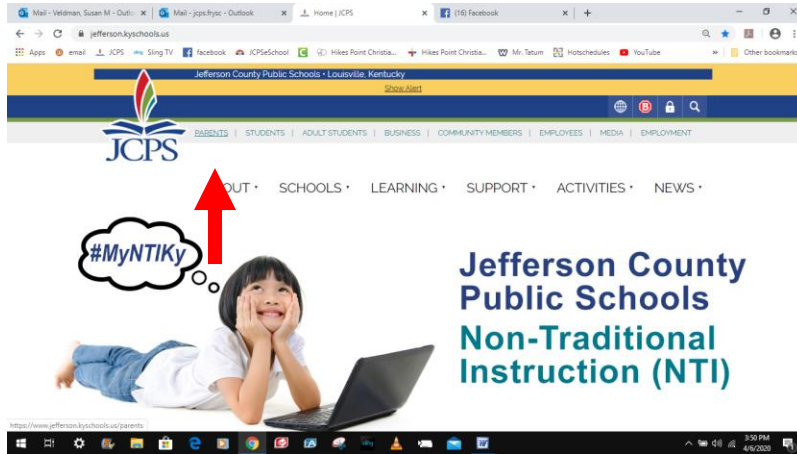 Mail - Veldman, Susan M - Outlo
Mail - jcps.frysc - Outlook
Home | JCPS
(16) Facebook
jefferson.kyschools.us
Apps
email
JCPS
Sling TV
facebook
JCPSeSchool
Hikes Point Christia...
Hikes Point Christia...
Mr. Tatum
Hotschedules
YouTube
»
Other bookmarks
Jefferson County Public Schools • Louisville, Kentucky
Show Alert
JCPS
PARENTS | STUDENTS | ADULT STUDENTS | BUSINESS | COMMUNITY MEMBERS | EMPLOYEES | MEDIA | EMPLOYMENT
OUT • SCHOOLS • LEARNING • SUPPORT • ACTIVITIES • NEWS •
#MyNTIKy
Jefferson County
Public Schools
Non-Traditional
Instruction (NTI)
https://www.jefferson.kyschools.us/parents
3:50 PM
4/6/2020